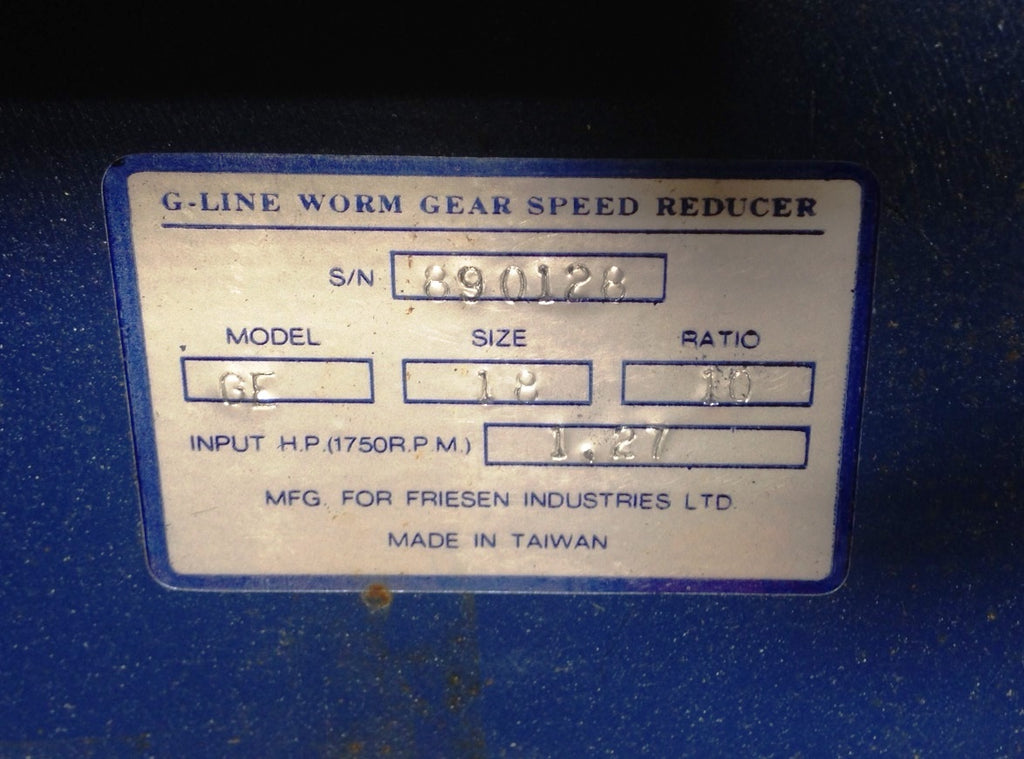 G-LINE WORM GEAR SPEED REDUCER
S/N 890128
MODEL SIZE RATIO
GE 18 10
INPUT H.P.(1750R.P.M.) 1.27
MFG. FOR FRIESEN INDUSTRIES LTD.
MADE IN TAIWAN